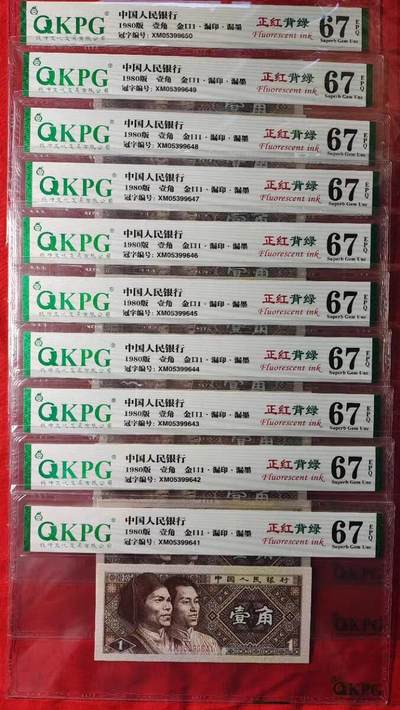 QKPG
中国人民银行
1980版 壹角 金口1·漏印·漏墨
冠字编号: XM05399650
正红背绿
Fluorescent ink
67
EPQ
Superb Gem Unc
QKPG
中国人民银行
1980版 壹角 金口1·漏印·漏墨
冠字编号: XM05399649
正红背绿
Fluorescent ink
67
EPQ
Superb Gem Unc
QKPG
中国人民银行
1980版 壹角 金口1·漏印·漏墨
冠字编号: XM05399648
正红背绿
Fluorescent ink
67
EPQ
Superb Gem Unc
QKPG
中国人民银行
1980版 壹角 金口1·漏印·漏墨
冠字编号: XM05399647
正红背绿
Fluorescent ink
67
EPQ
Superb Gem Unc
QKPG
中国人民银行
1980版 壹角 金口1·漏印·漏墨
冠字编号: XM05399646
正红背绿
Fluorescent ink
67
EPQ
Superb Gem Unc
QKPG
中国人民银行
1980版 壹角 金口1·漏印·漏墨
冠字编号: XM05399645
正红背绿
Fluorescent ink
67
EPQ
Superb Gem Unc
QKPG
中国人民银行
1980版 壹角 金口1·漏印·漏墨
冠字编号: XM05399644
正红背绿
Fluorescent ink
67
EPQ
Superb Gem Unc
QKPG
中国人民银行
1980版 壹角 金口1·漏印·漏墨
冠字编号: XM05399643
正红背绿
Fluorescent ink
67
EPQ
Superb Gem Unc
QKPG
中国人民银行
1980版 壹角 金口1·漏印·漏墨
冠字编号: XM05399642
正红背绿
Fluorescent ink
67
EPQ
Superb Gem Unc
QKPG
中国人民银行
1980版 壹角 金口1·漏印·漏墨
冠字编号: XM05399641
正红背绿
Fluorescent ink
67
EPQ
Superb Gem Unc
中国人民银行
壹角
1
1
QKPG